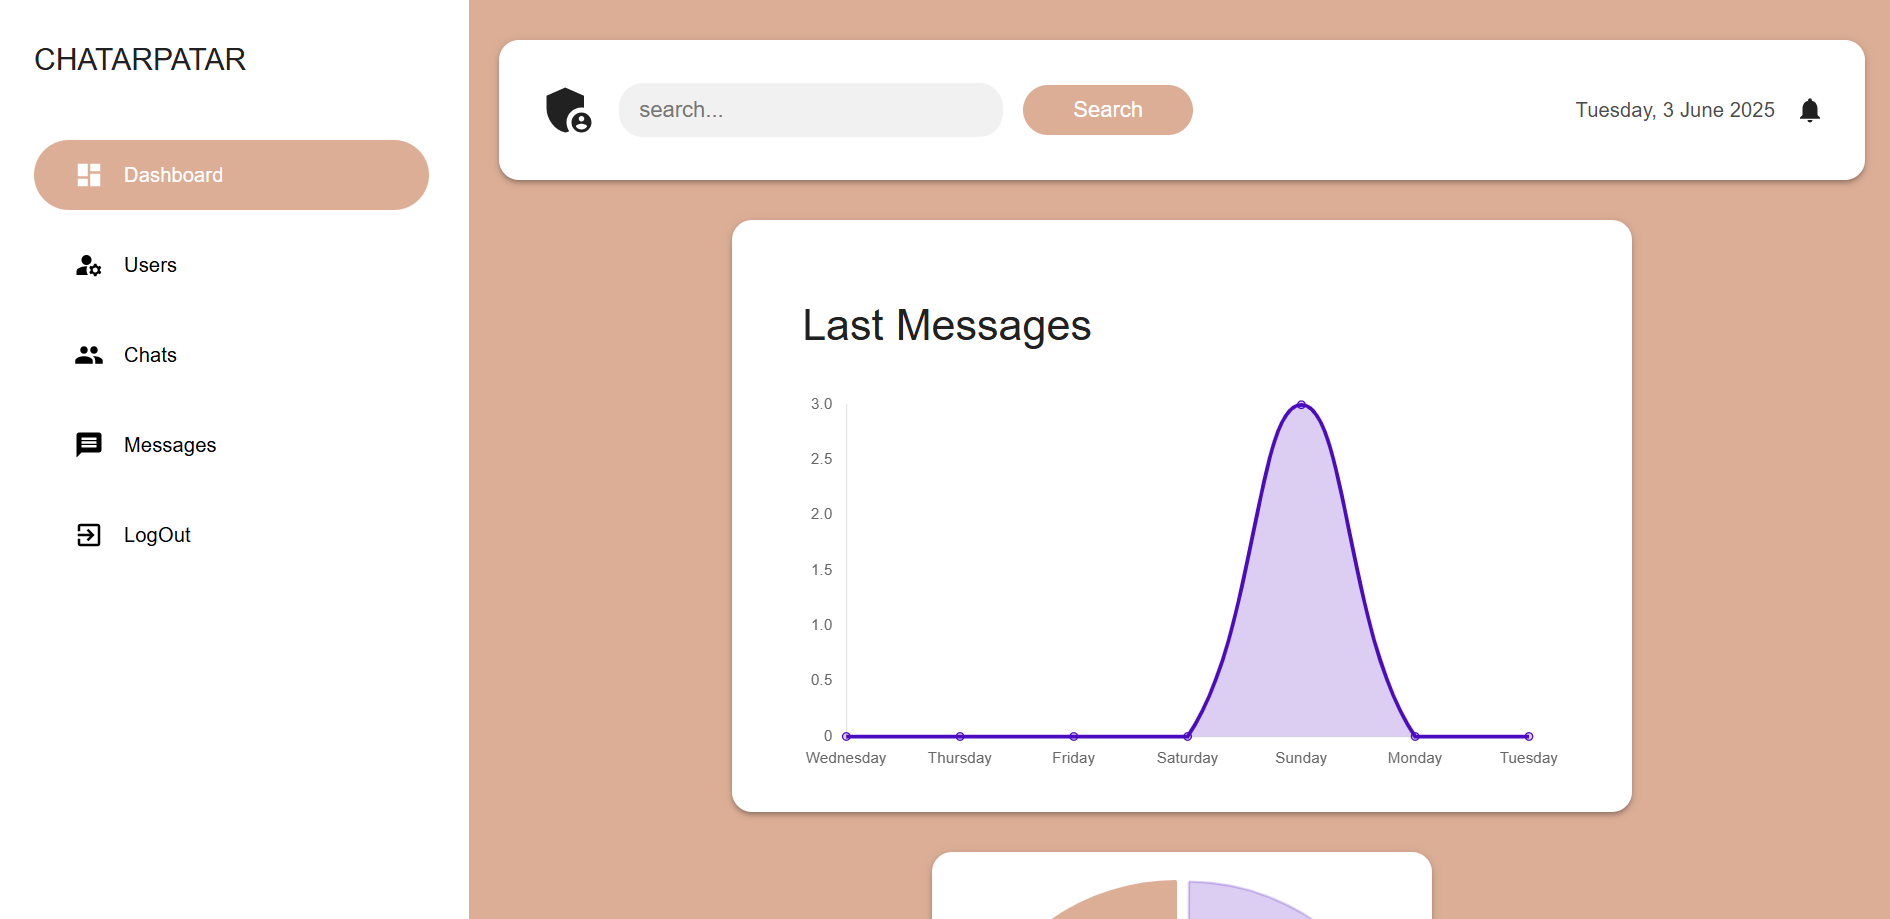 CHATARPATAR
Dashboard
Users
Chats
Messages
LogOut
search...
Search
Tuesday, 3 June 2025
Last Messages
3.0
2.5
2.0
1.5
1.0
0.5
0
Wednesday Thursday Friday Saturday Sunday Monday Tuesday